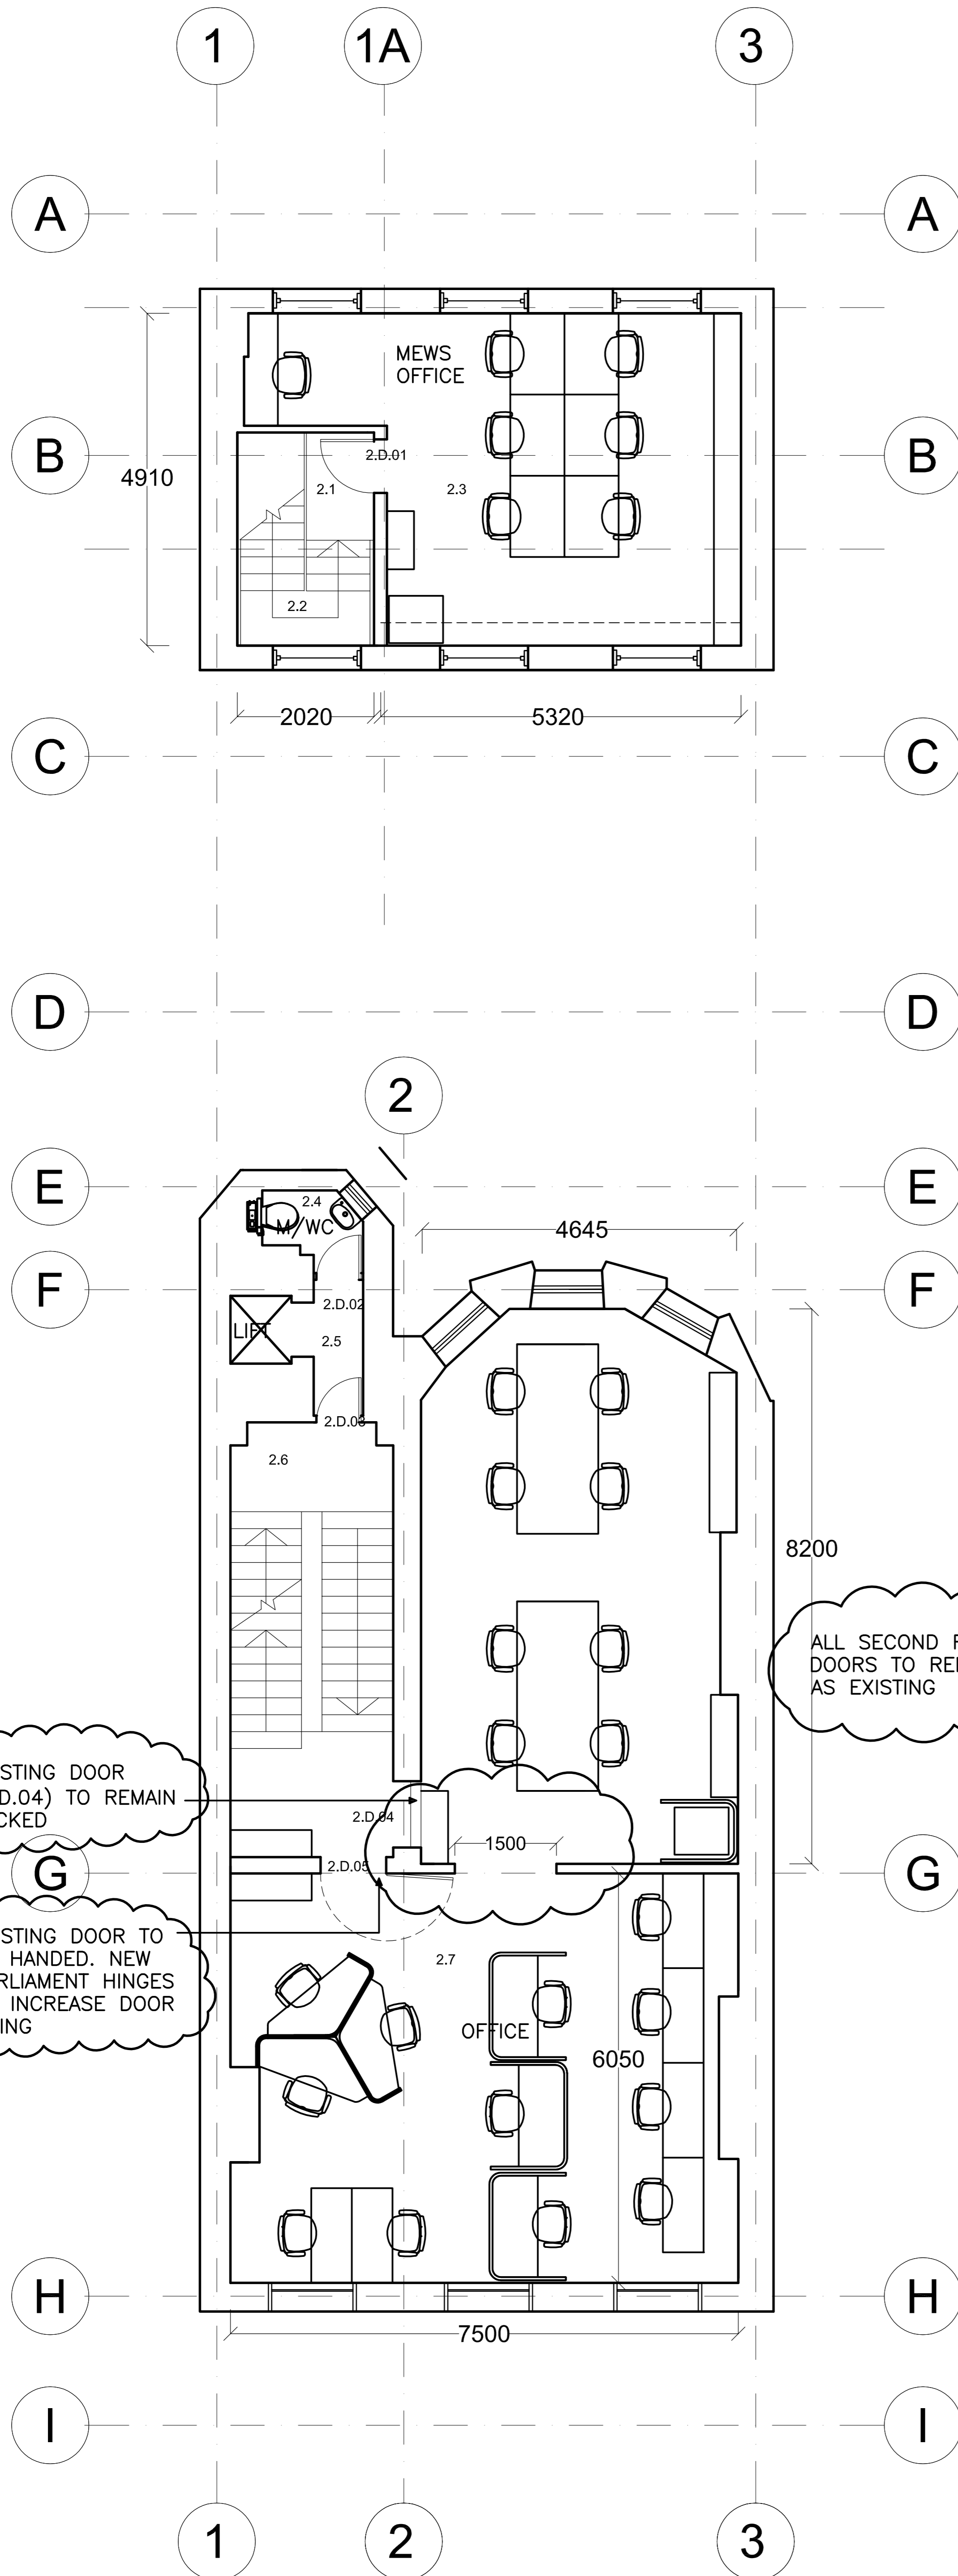 1
1A
3
A
A
MEWS
OFFICE
B
2.D.01
B
4910
2.1
2.3
2.2
2020
5320
C
C
D
D
2
E
E
2.4
M/WC
4645
F
F
2.D.02
LIFT
2.5
2.D.03
2.6
8200
ALL SECOND
DOORS TO
AS EXISTING
STING DOOR
D.04) TO REMAIN
CKED
2.D.04
1500
G
2.D.05
G
STING DOOR TO
HANDED. NEW
RLIAMENT HINGES
INCREASE DOOR
ING
2.7
OFFICE
6050
H
H
7500
I
I
1
2
3